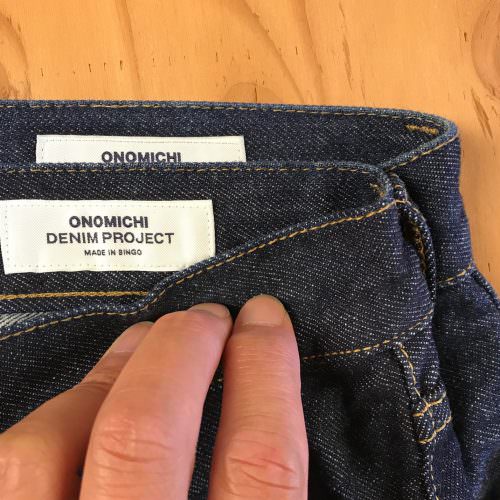 ONOMICHI
ONOMICHI
DENIM PROJECT
MADE IN BINGO